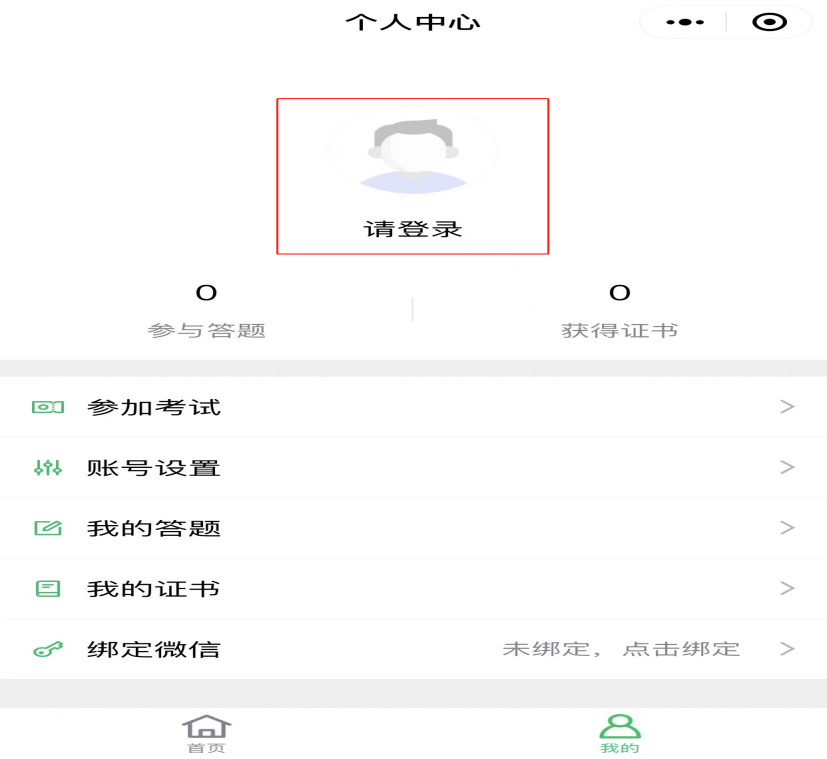 个人中心
请登录
0 0
参与答题 获得证书
参加考试
账号设置
我的答题
我的证书
绑定微信 未绑定，点击绑定
首页 我的